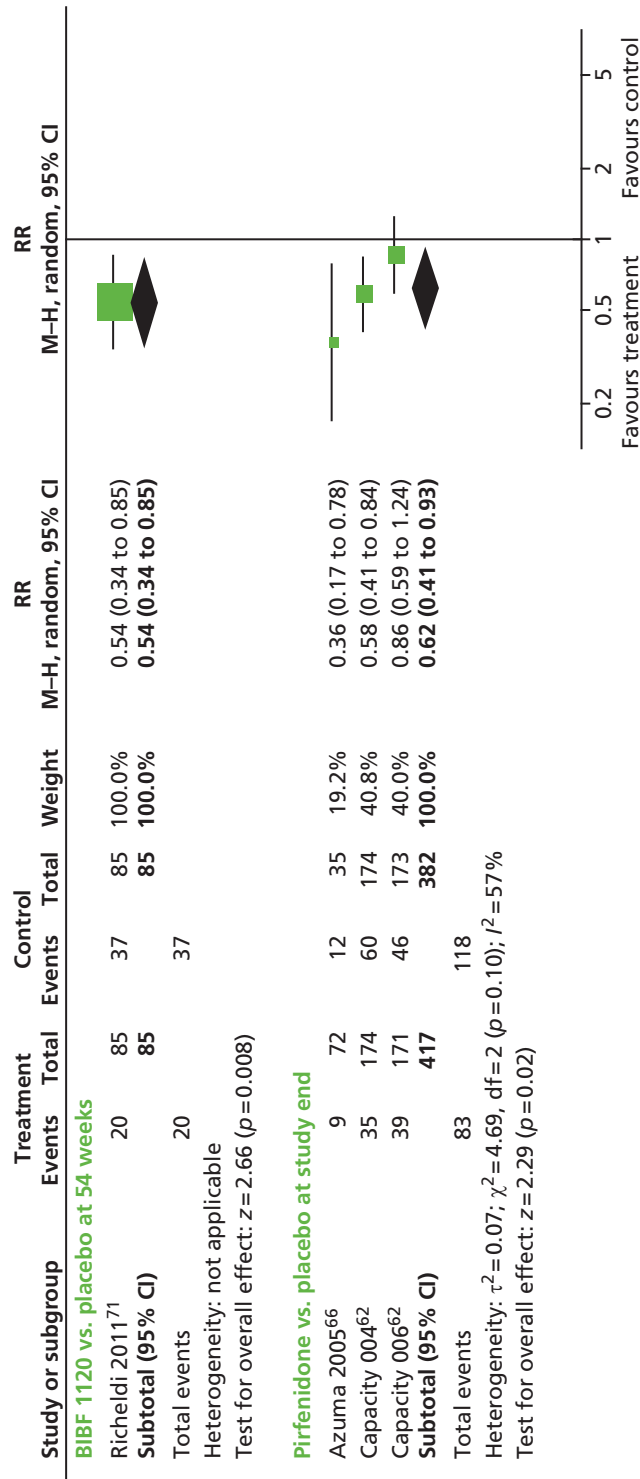 Treatment Control RR RR
Study or subgroup Events Total Events Total Weight M–H, random, 95% CI M–H, random, 95% CI
BIBF 1120 vs. placebo at 54 weeks
Richeldi 2011⁷¹ 20 85 37 85 100.0% 0.54 (0.34 to 0.85)
Subtotal (95% CI) 85 85 100.0% 0.54 (0.34 to 0.85)
Total events 20 37
Heterogeneity: not applicable
Test for overall effect: z=2.66 (p=0.008)
Pirfenidone vs. placebo at study end
Azuma 2005⁶⁶ 9 72 12 35 19.2% 0.36 (0.17 to 0.78)
Capacity 004⁶² 35 174 60 174 40.8% 0.58 (0.41 to 0.84)
Capacity 006⁶² 39 171 46 173 40.0% 0.86 (0.59 to 1.24)
Subtotal (95% CI) 417 382 100.0% 0.62 (0.41 to 0.93)
Total events 83 118
Heterogeneity: τ²=0.07; χ²=4.69, df=2 (p=0.10); I²=57%
Test for overall effect: z=2.29 (p=0.02)
0.2 0.5 1 2 5
Favours treatment Favours control